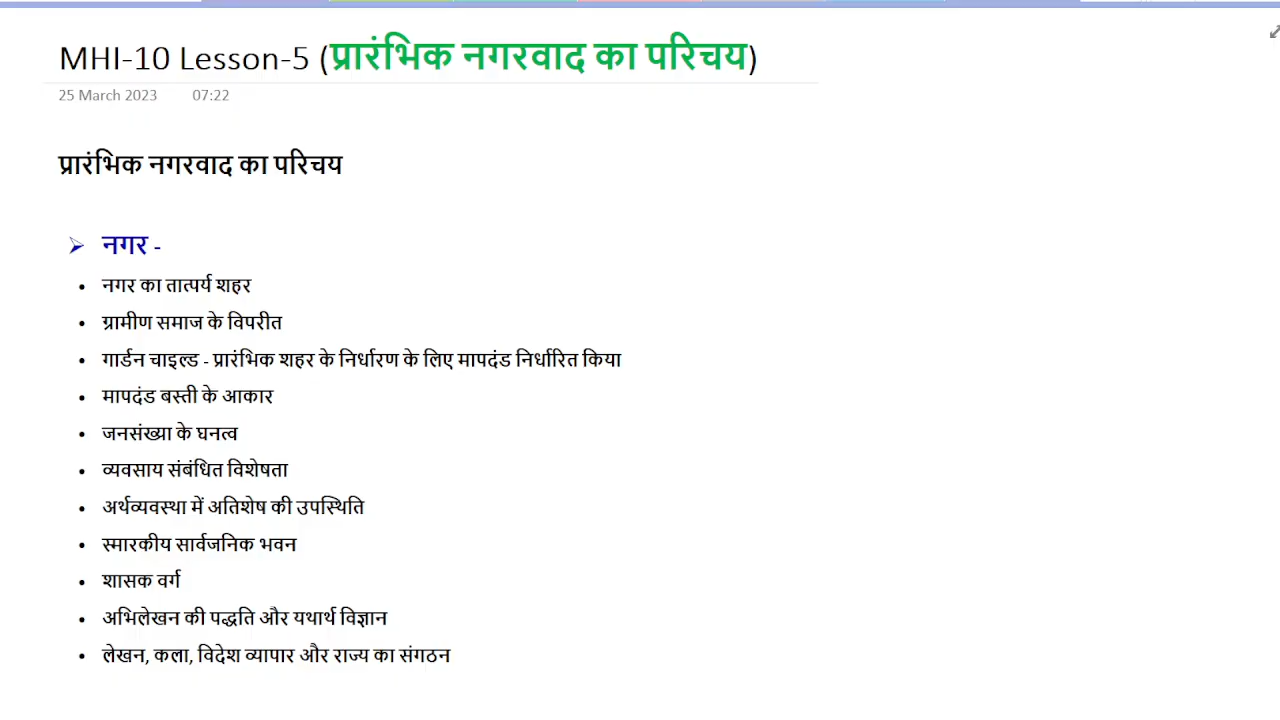 MHI-10 Lesson-5 (प्रारंभिक नगरवाद का परिचय)
25 March 2023 07:22
प्रारंभिक नगरवाद का परिचय
➢ नगर -
• नगर का तात्पर्य शहर
• ग्रामीण समाज के विपरीत
• गार्डन चाइल्ड - प्रारंभिक शहर के निर्धारण के लिए मापदंड निर्धारित किया
• मापदंड बस्ती के आकार
• जनसंख्या के घनत्व
• व्यवसाय संबंधित विशेषता
• अर्थव्यवस्था में अतिशेष की उपस्थिति
• स्मारकीय सार्वजनिक भवन
• शासक वर्ग
• अभिलेखन की पद्धति और यथार्थ विज्ञान
• लेखन, कला, विदेश व्यापार और राज्य का संगठन